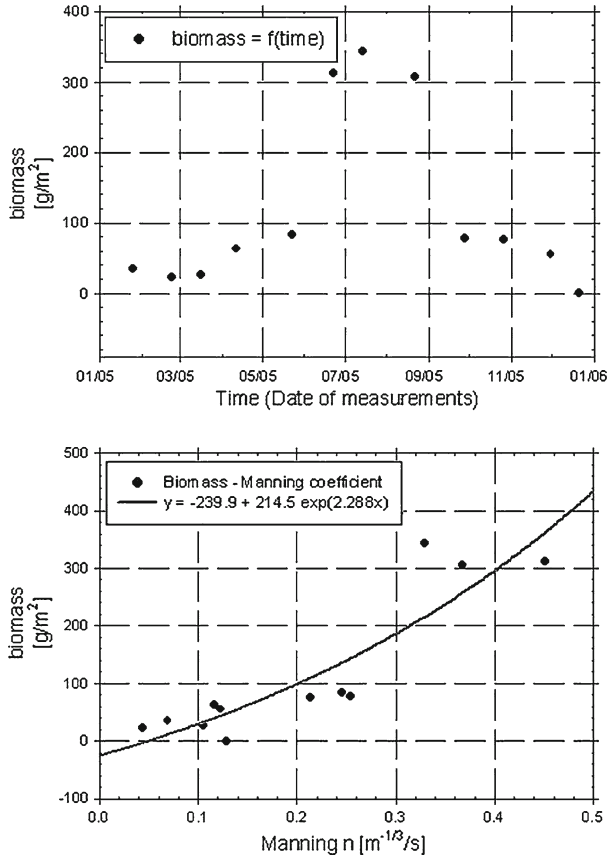 400
300
200
100
0
biomass
[g/m²]
biomass = f(time)
01/05 03/05 05/05 07/05 09/05 11/05 01/06
Time (Date of measurements)
500
400
300
200
100
0
-100
biomass
[g/m²]
Biomass - Manning coefficient
y = -239.9 + 214.5 exp(2.288x)
0.0 0.1 0.2 0.3 0.4 0.5
Manning n [m⁻¹/³/s]